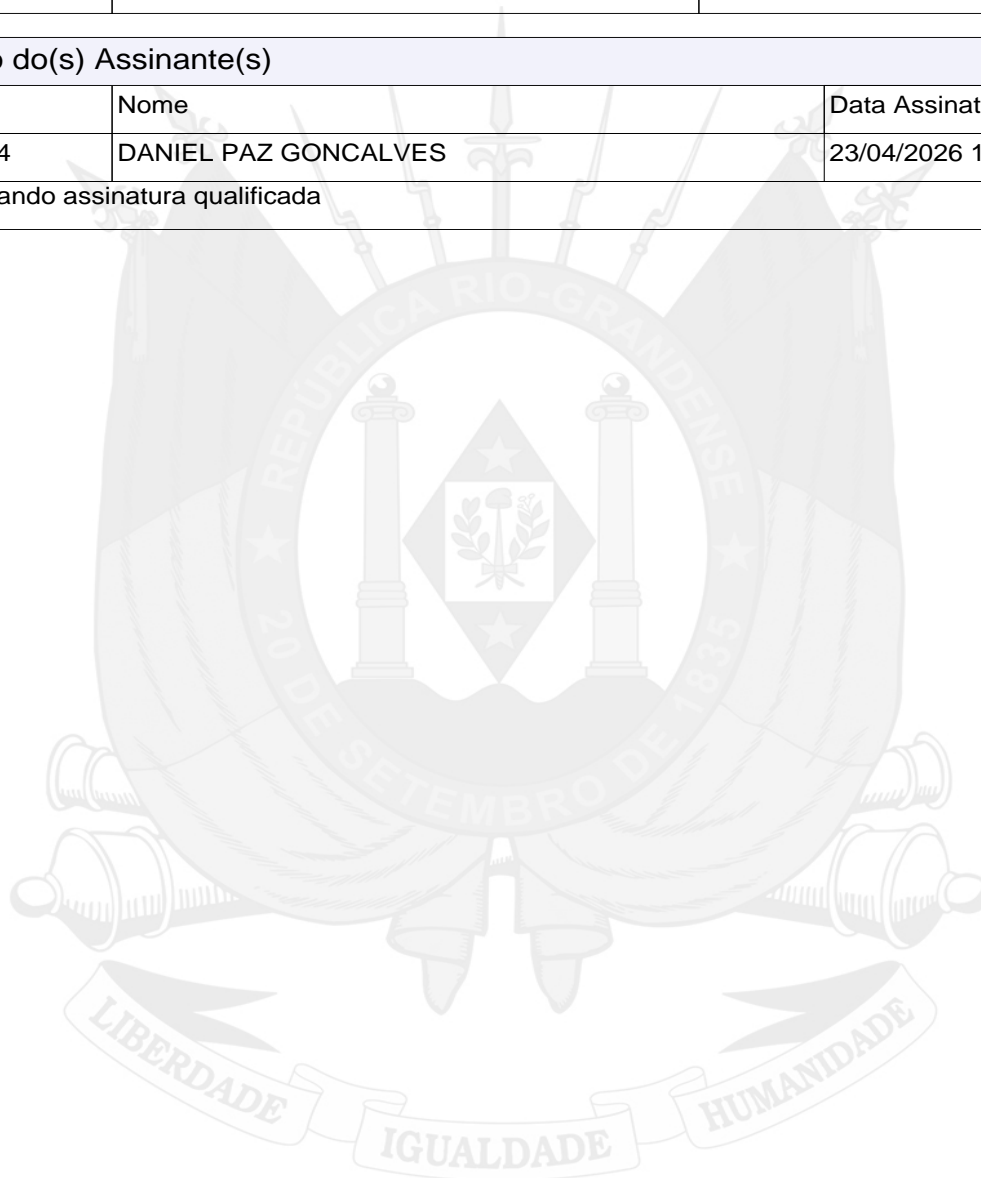 o do(s) Assinante(s)
Nome Data Assinat
4 DANIEL PAZ GONCALVES 23/04/2026 1
ando assinatura qualificada
REPÚBLICA RIO-GRANDENSE
20 DE SETEMBRO DE 1835
LIBERDADE IGUALDADE HUMANIDADE